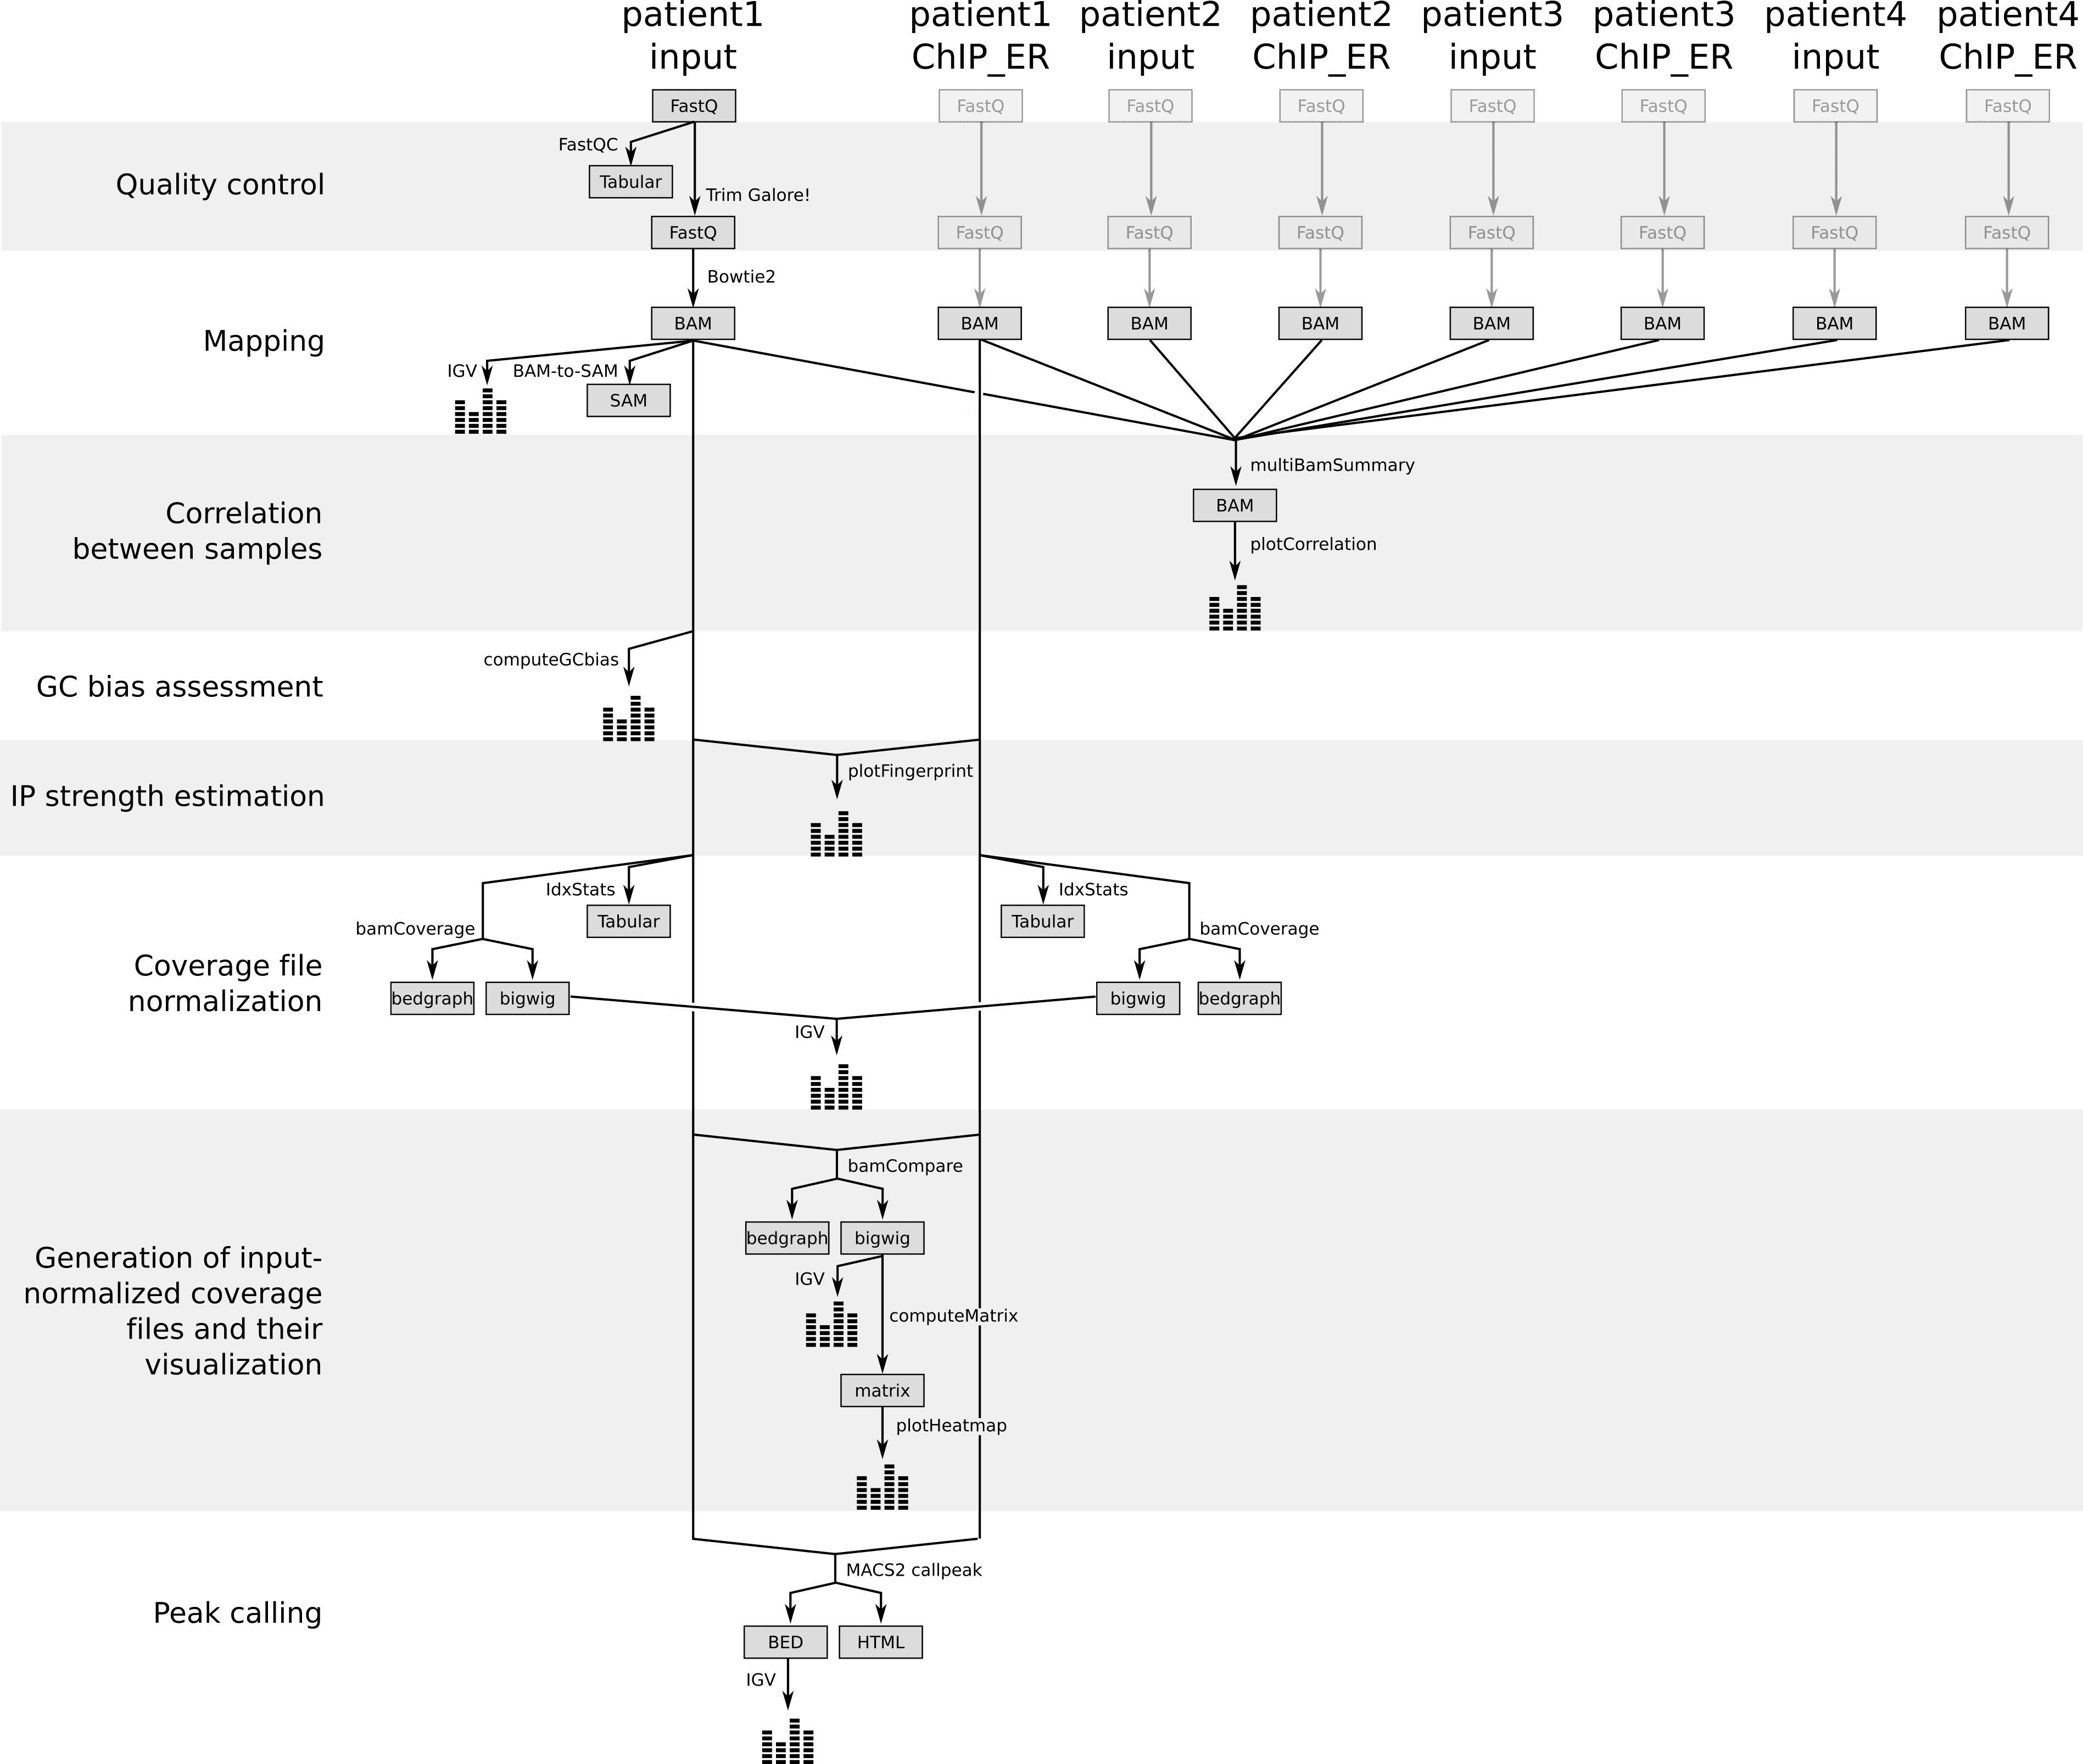 patient1
input
patient1
ChIP_ER
patient2
input
patient2
ChIP_ER
patient3
input
patient3
ChIP_ER
patient4
input
patient4
ChIP_ER
FastQ
FastQ
FastQ
FastQ
FastQ
FastQ
FastQ
FastQ
Quality control
FastQC
Tabular
Trim Galore!
FastQ
FastQ
FastQ
FastQ
FastQ
FastQ
FastQ
FastQ
Mapping
Bowtie2
BAM
BAM
BAM
BAM
BAM
BAM
BAM
BAM
IGV
BAM-to-SAM
SAM
Correlation
between samples
multiBamSummary
BAM
plotCorrelation
GC bias assessment
computeGCbias
IP strength estimation
plotFingerprint
Coverage file
normalization
IdxStats
Tabular
bamCoverage
bedgraph
bigwig
IdxStats
Tabular
bamCoverage
bigwig
bedgraph
IGV
Generation of input-
normalized coverage
files and their
visualization
bamCompare
bedgraph
bigwig
IGV
computeMatrix
matrix
plotHeatmap
Peak calling
MACS2 callpeak
BED
HTML
IGV